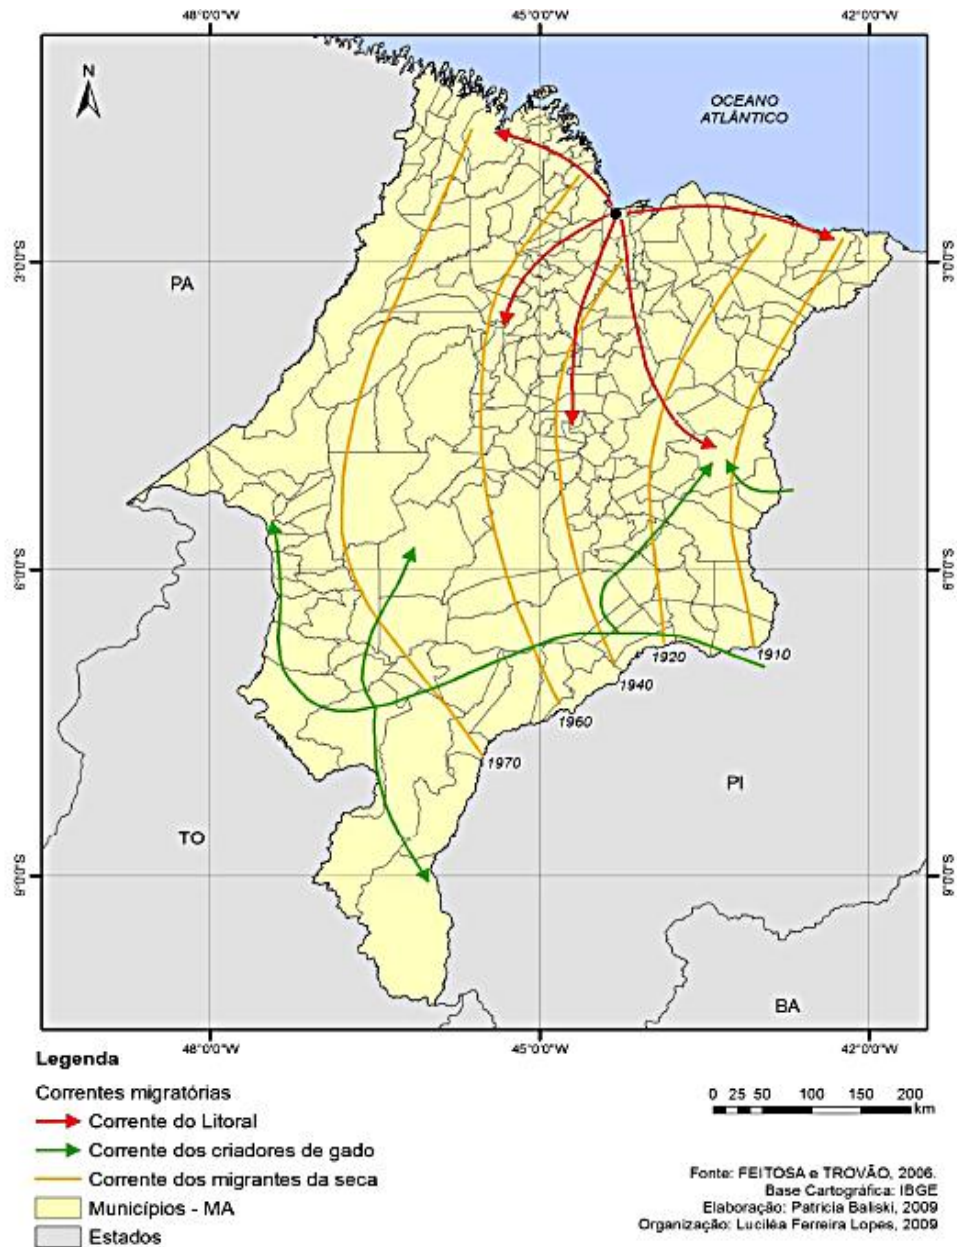 48°0'0"W 45°0'0"W 42°0'0"W
N
OCEANO
ATLÂNTICO
3°0'0"S 3°0'0"S
PA
6°0'0"S 6°0'0"S
1920
1910
1940
1960
1970
PI
TO
9°0'0"S 9°0'0"S
BA
48°0'0"W 45°0'0"W 42°0'0"W
Legenda
Correntes migratórias
Corrente do Litoral
Corrente dos criadores de gado
Corrente dos migrantes da seca
Municípios - MA
Estados
0 25 50 100 150 200
km
Fonte: FEITOSA e TROVÃO, 2006.
Base Cartográfica: IBGE
Elaboração: Patricia Baliski, 2009
Organização: Luciléa Ferreira Lopes, 2009